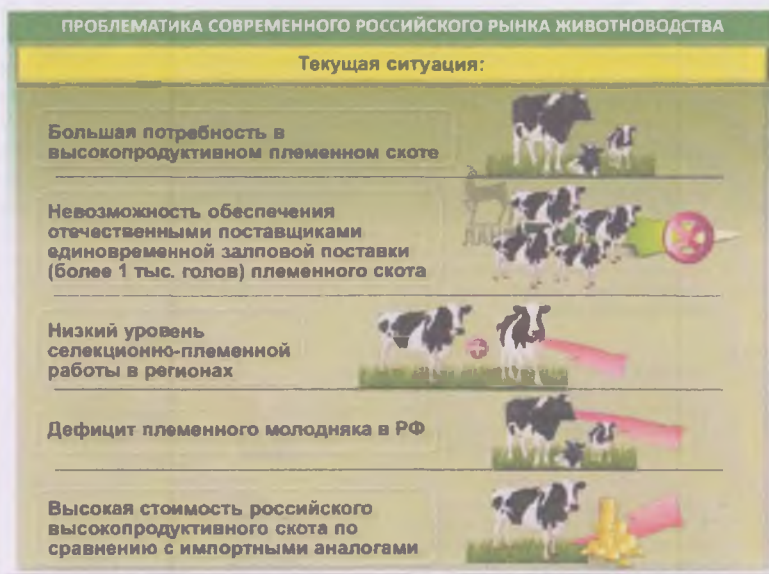 ПРОБЛЕМАТИКА СОВРЕМЕННОГО РОССИЙСКОГО РЫНКА ЖИВОТНОВОДСТВА
Текущая ситуация:
Большая потребность в
высокопродуктивном племенном скоте
Невозможность обеспечения
отечественными поставщиками
единовременной залповой поставки
(более 1 тыс. голов) племенного скота
Низкий уровень
селекционно-племенной
работы в регионах
Дефицит племенного молодняка в РФ
Высокая стоимость российского
высокопродуктивного скота по
сравнению с импортными аналогами